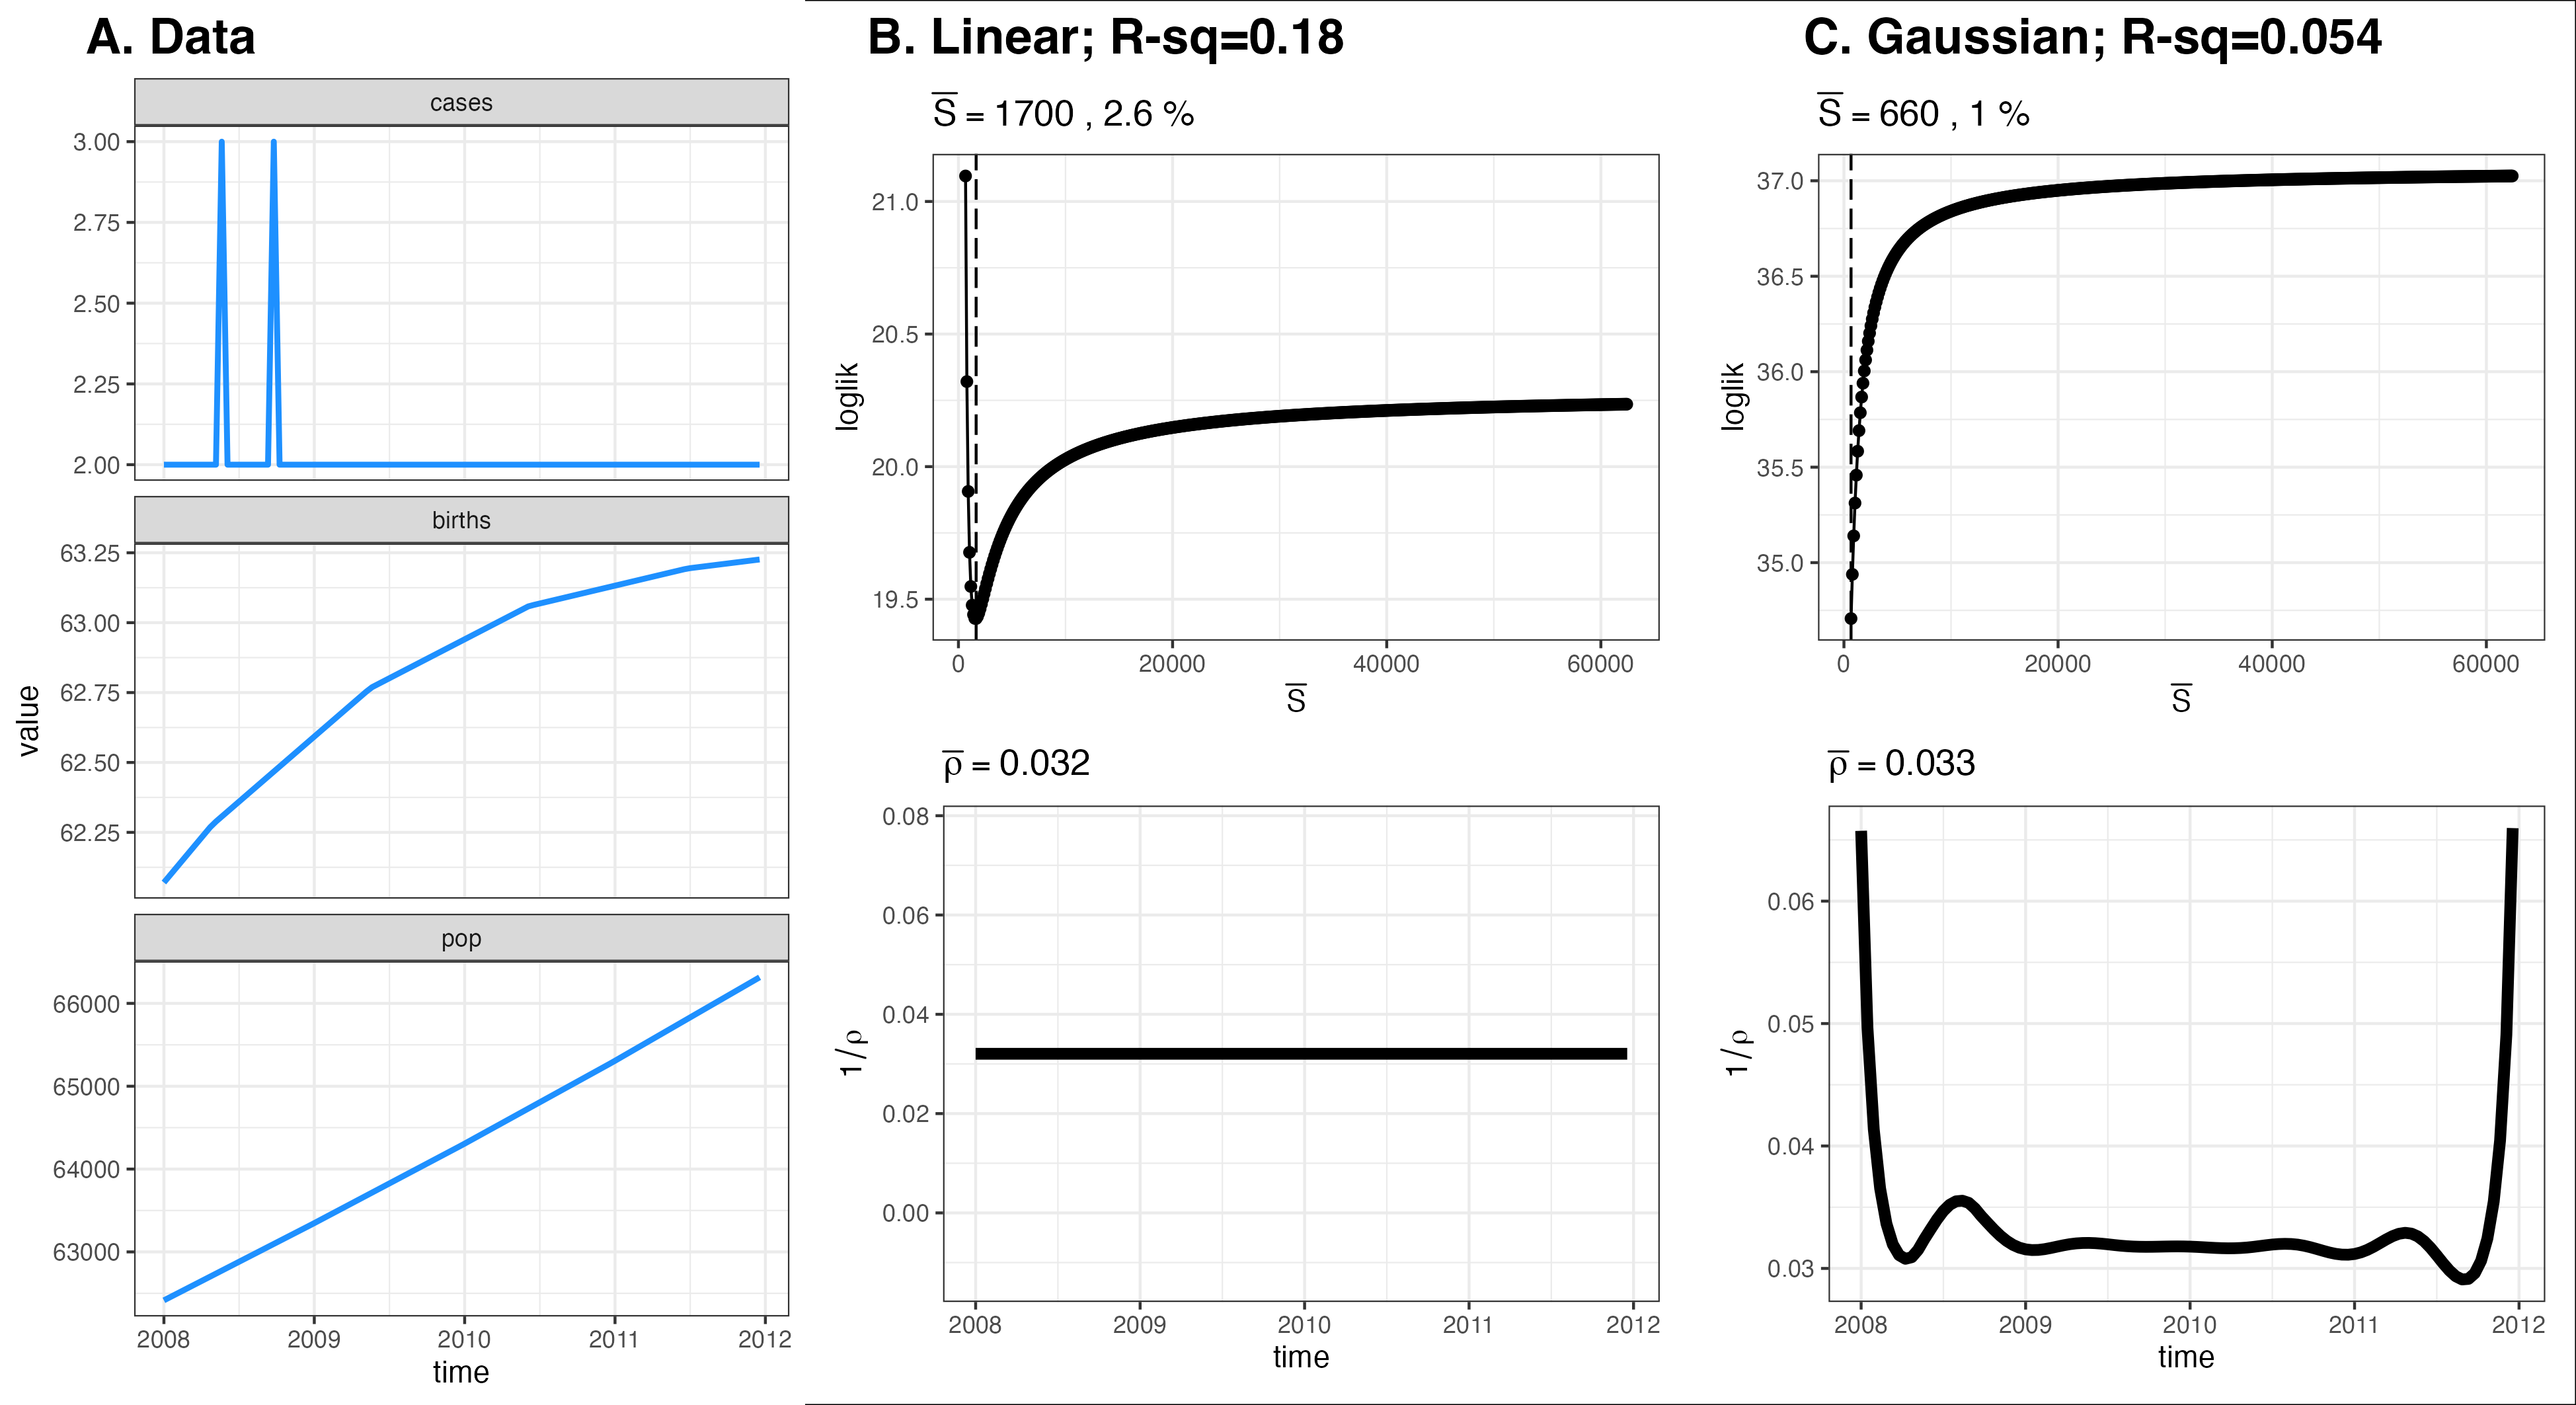 A. Data
cases
3.00
2.75
2.50
2.25
2.00
births
63.25
63.00
62.75
62.50
62.25
pop
66000
65000
64000
63000
2008 2009 2010 2011 2012
time
value
B. Linear; R-sq=0.18
S̅ = 1700 , 2.6 %
21.0
20.5
20.0
19.5
loglik
0 20000 40000 60000
S̅
ρ̅ = 0.032
0.08
0.06
0.04
0.02
0.00
1/ρ
2008 2009 2010 2011 2012
time
C. Gaussian; R-sq=0.054
S̅ = 660 , 1 %
37.0
36.5
36.0
35.5
35.0
loglik
0 20000 40000 60000
S̅
ρ̅ = 0.033
0.06
0.05
0.04
0.03
1/ρ
2008 2009 2010 2011 2012
time